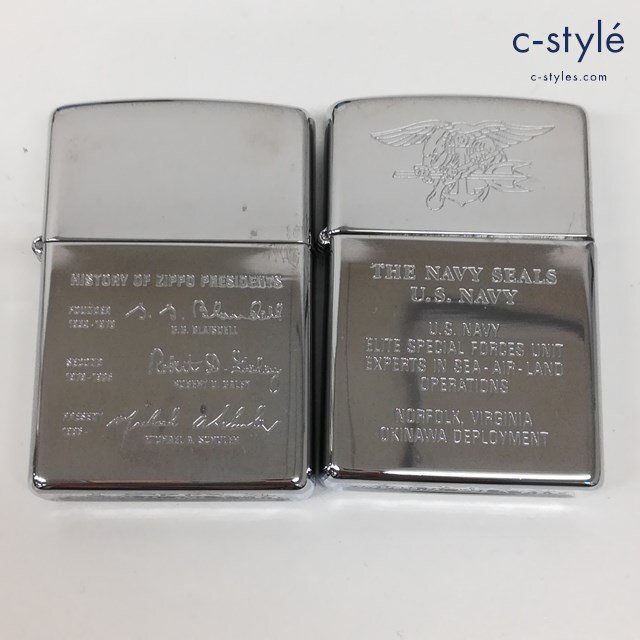 c-stylé
c-styles.com
HISTORY OF ZIPPO PRESIDENTS
FOUNDER
SECOND
PRESENT
THE NAVY SEALS
U.S. NAVY
U.S. NAVY
ELITE SPECIAL FORCES UNIT
EXPERTS IN SEA-AIR-LAND
OPERATIONS
NORFOLK, VIRGINIA
OKINAWA DEPLOYMENT